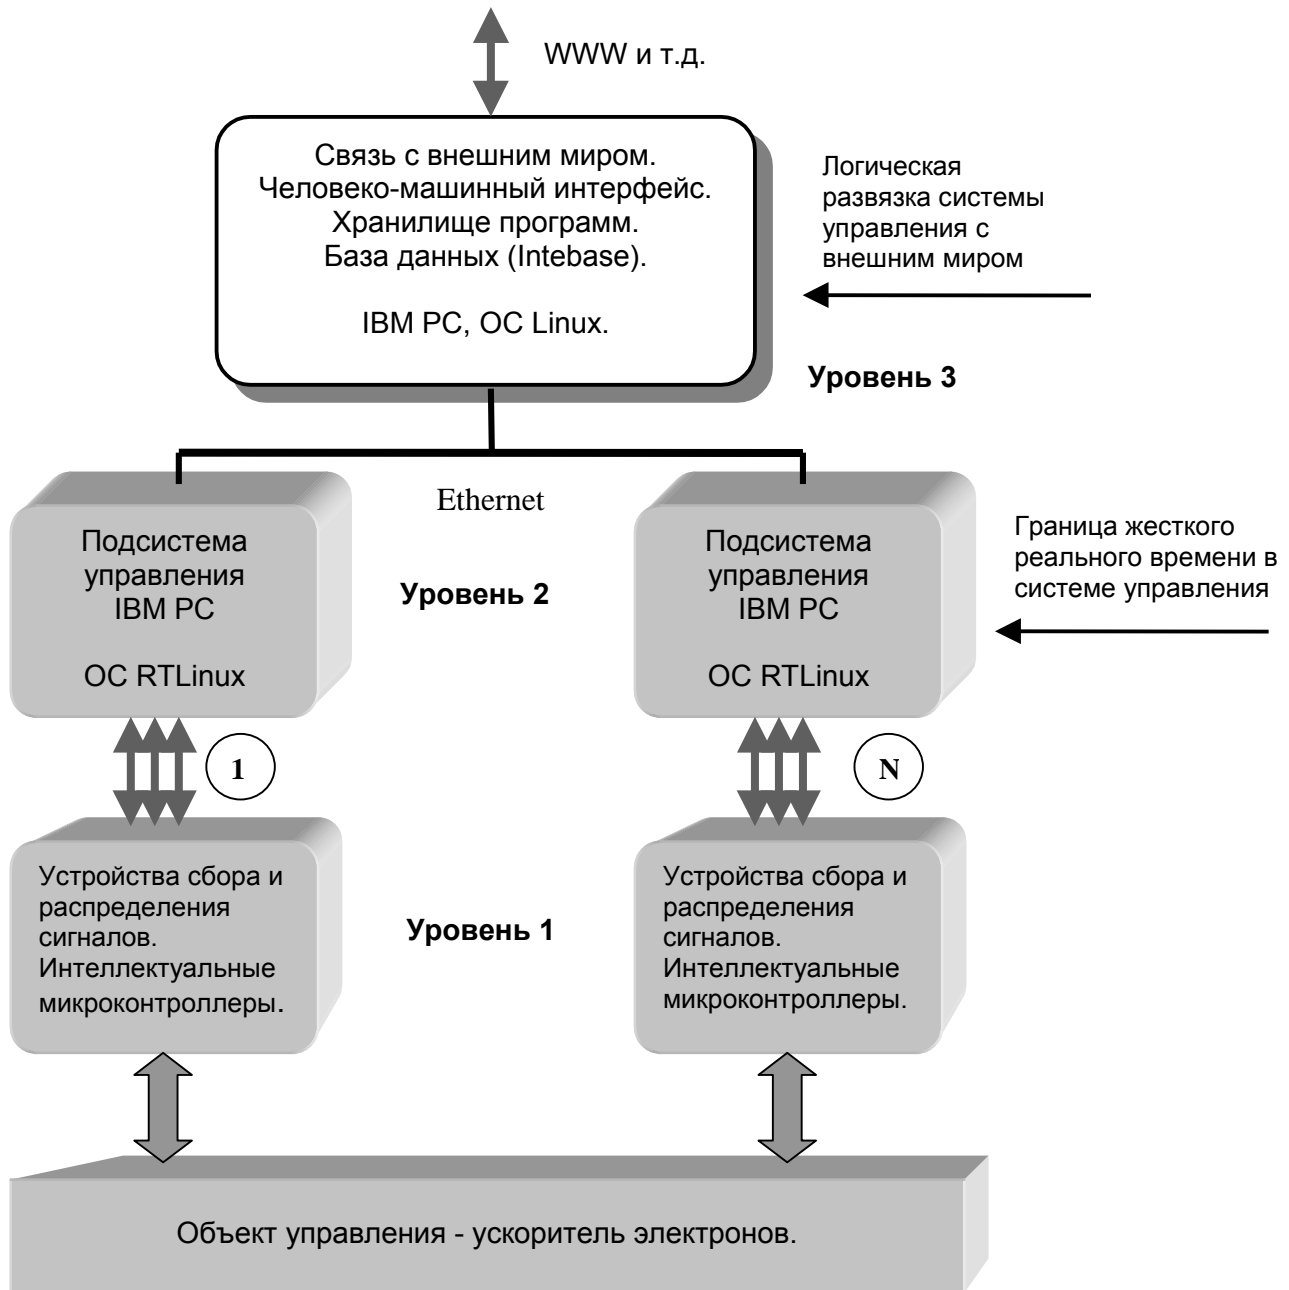 WWW и т.д.
Связь с внешним миром.
Человеко-машинный интерфейс.
Хранилище программ.
База данных (Intebase).
IBM PC, ОС Linux.
Логическая
развязка системы
управления с
внешним миром
Уровень 3
Ethernet
Подсистема
управления
IBM PC
ОС RTLinux
Уровень 2
Подсистема
управления
IBM PC
ОС RTLinux
Граница жесткого
реального времени в
системе управления
1
N
Устройства сбора и
распределения
сигналов.
Интеллектуальные
микроконтроллеры.
Уровень 1
Устройства сбора и
распределения
сигналов.
Интеллектуальные
микроконтроллеры.
Объект управления - ускоритель электронов.